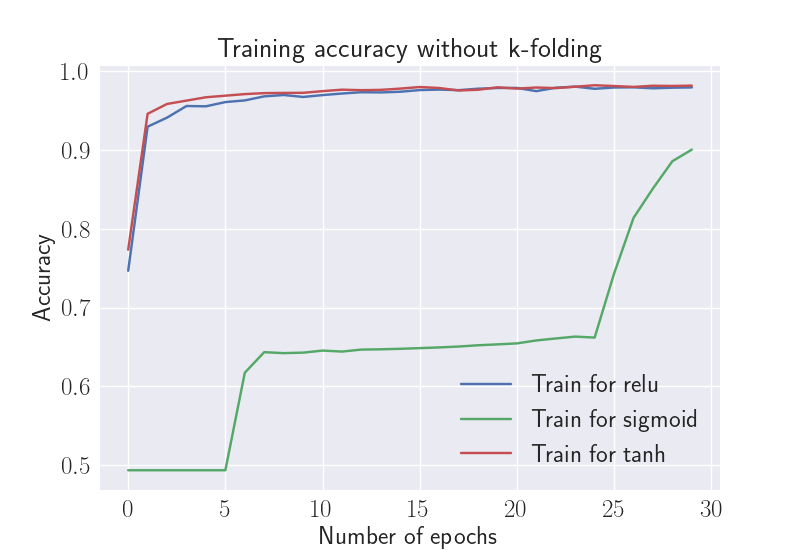 Training accuracy without k-folding
1.0
0.9
0.8
0.7
0.6
0.5
Accuracy
Train for relu
Train for sigmoid
Train for tanh
0 5 10 15 20 25 30
Number of epochs